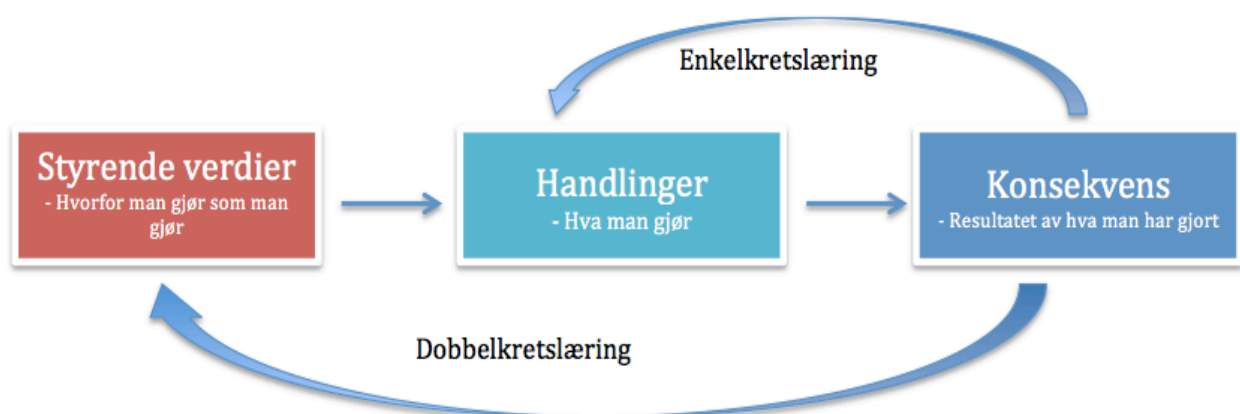 Enkelkretslæring
Styrende verdier
- Hvorfor man gjør som man
gjør
Handlinger
- Hva man gjør
Konsekvens
- Resultatet av hva man har gjort
Dobbelkretslæring